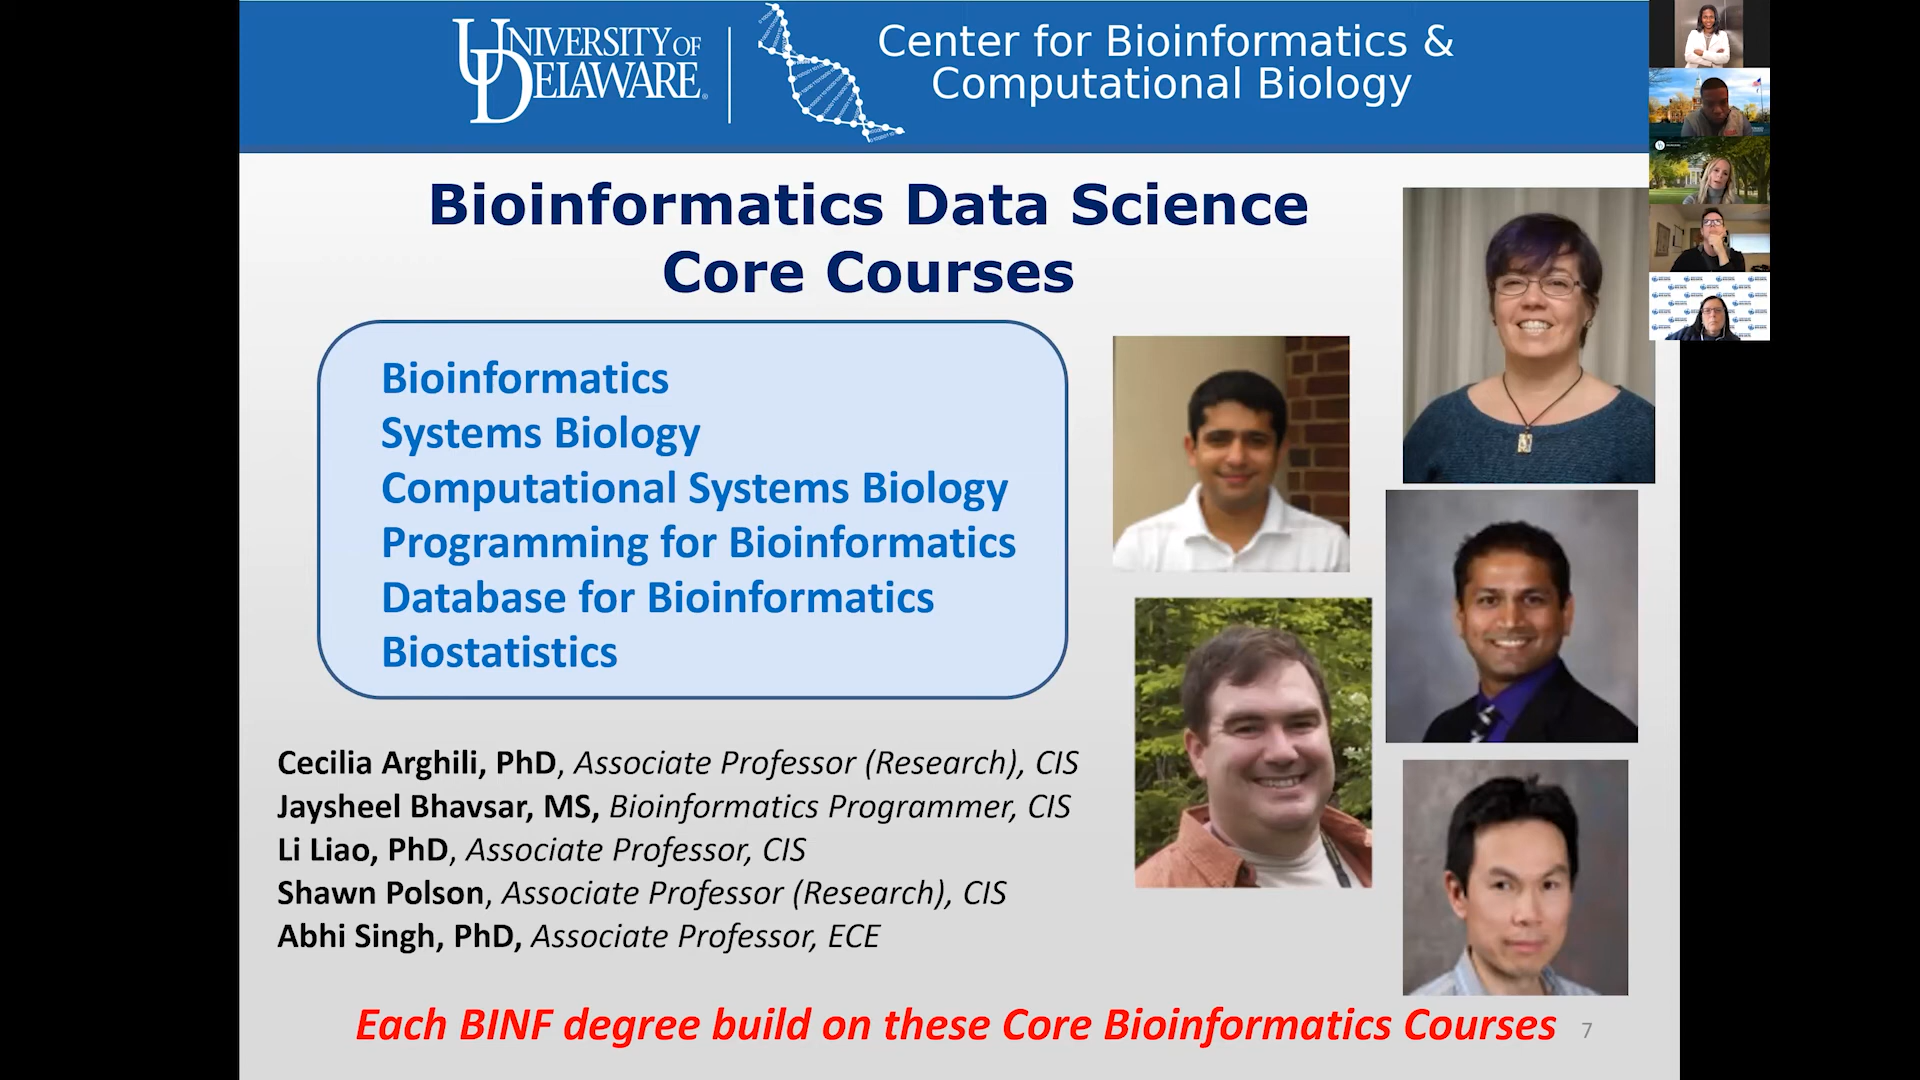 UNIVERSITY OF
DELAWARE®
Center for Bioinformatics &
Computational Biology
Bioinformatics Data Science
Core Courses
Bioinformatics
Systems Biology
Computational Systems Biology
Programming for Bioinformatics
Database for Bioinformatics
Biostatistics
Cecilia Arghili, PhD, Associate Professor (Research), CIS
Jaysheel Bhavsar, MS, Bioinformatics Programmer, CIS
Li Liao, PhD, Associate Professor, CIS
Shawn Polson, Associate Professor (Research), CIS
Abhi Singh, PhD, Associate Professor, ECE
Each BINF degree build on these Core Bioinformatics Courses
7